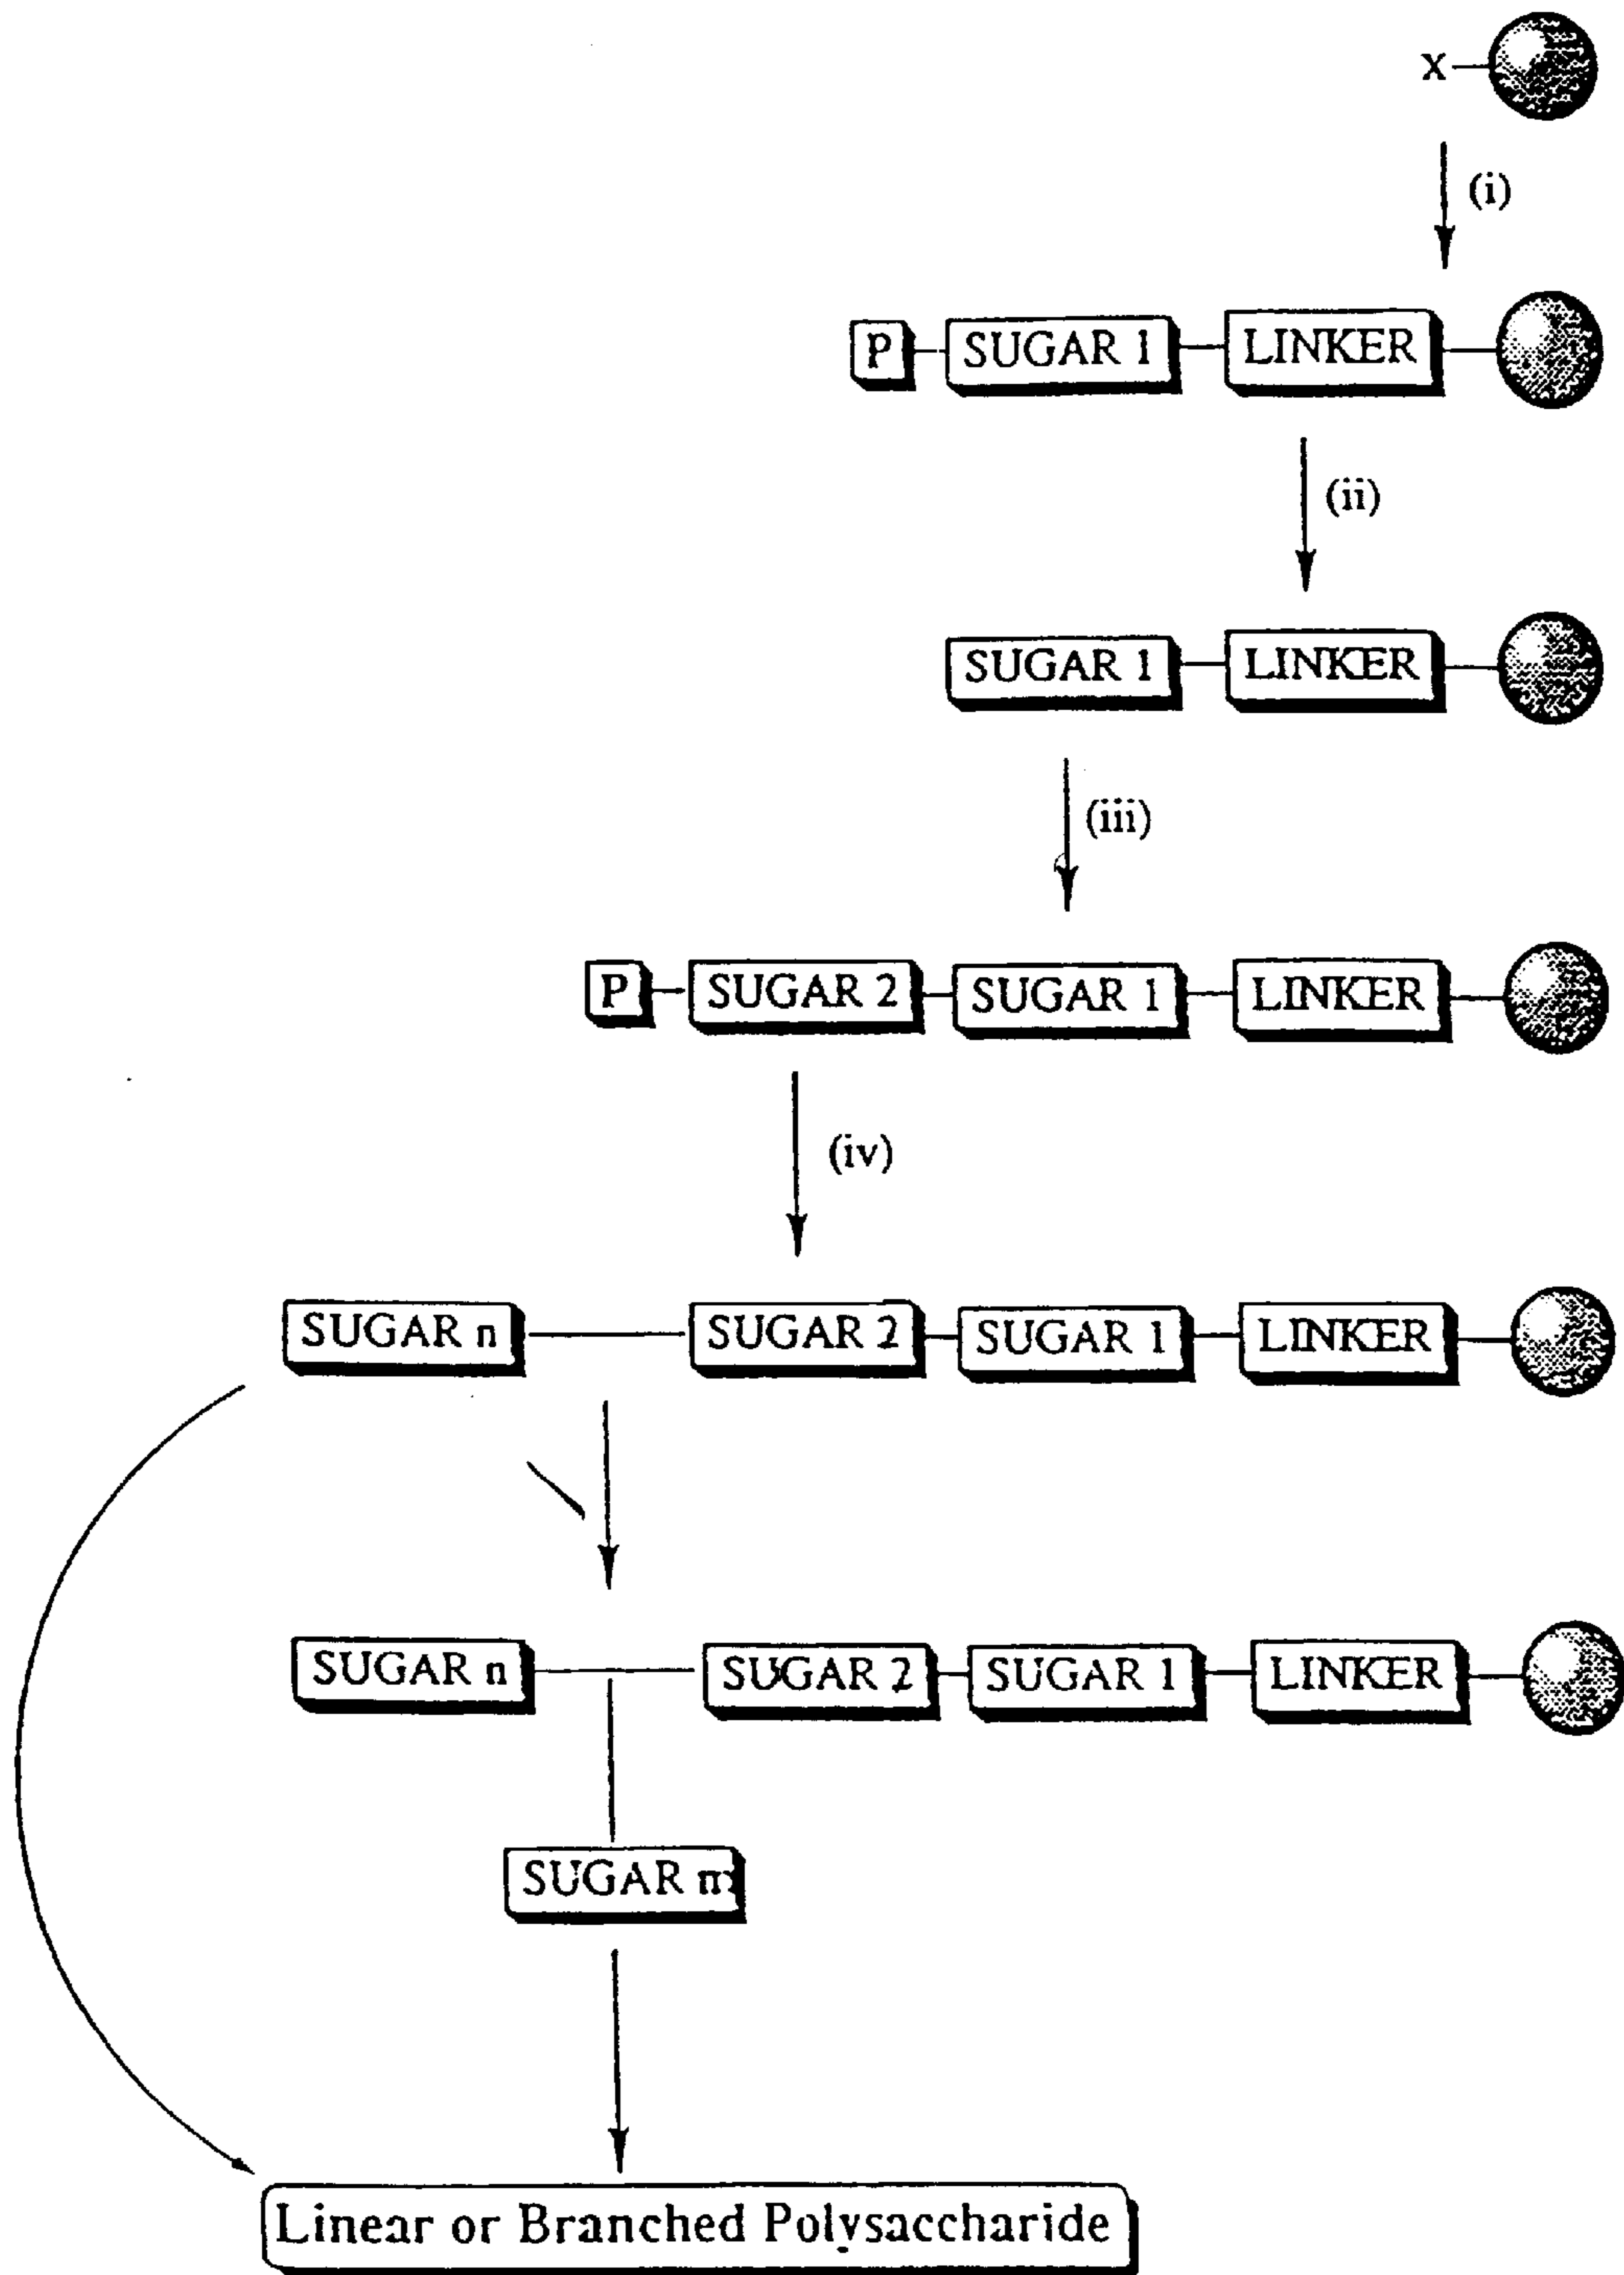 X
(i)
P SUGAR 1 LINKER
(ii)
SUGAR 1 LINKER
(iii)
P SUGAR 2 SUGAR 1 LINKER
(iv)
SUGAR n SUGAR 2 SUGAR 1 LINKER
SUGAR n SUGAR 2 SUGAR 1 LINKER
SUGAR m
Linear or Branched Polysaccharide